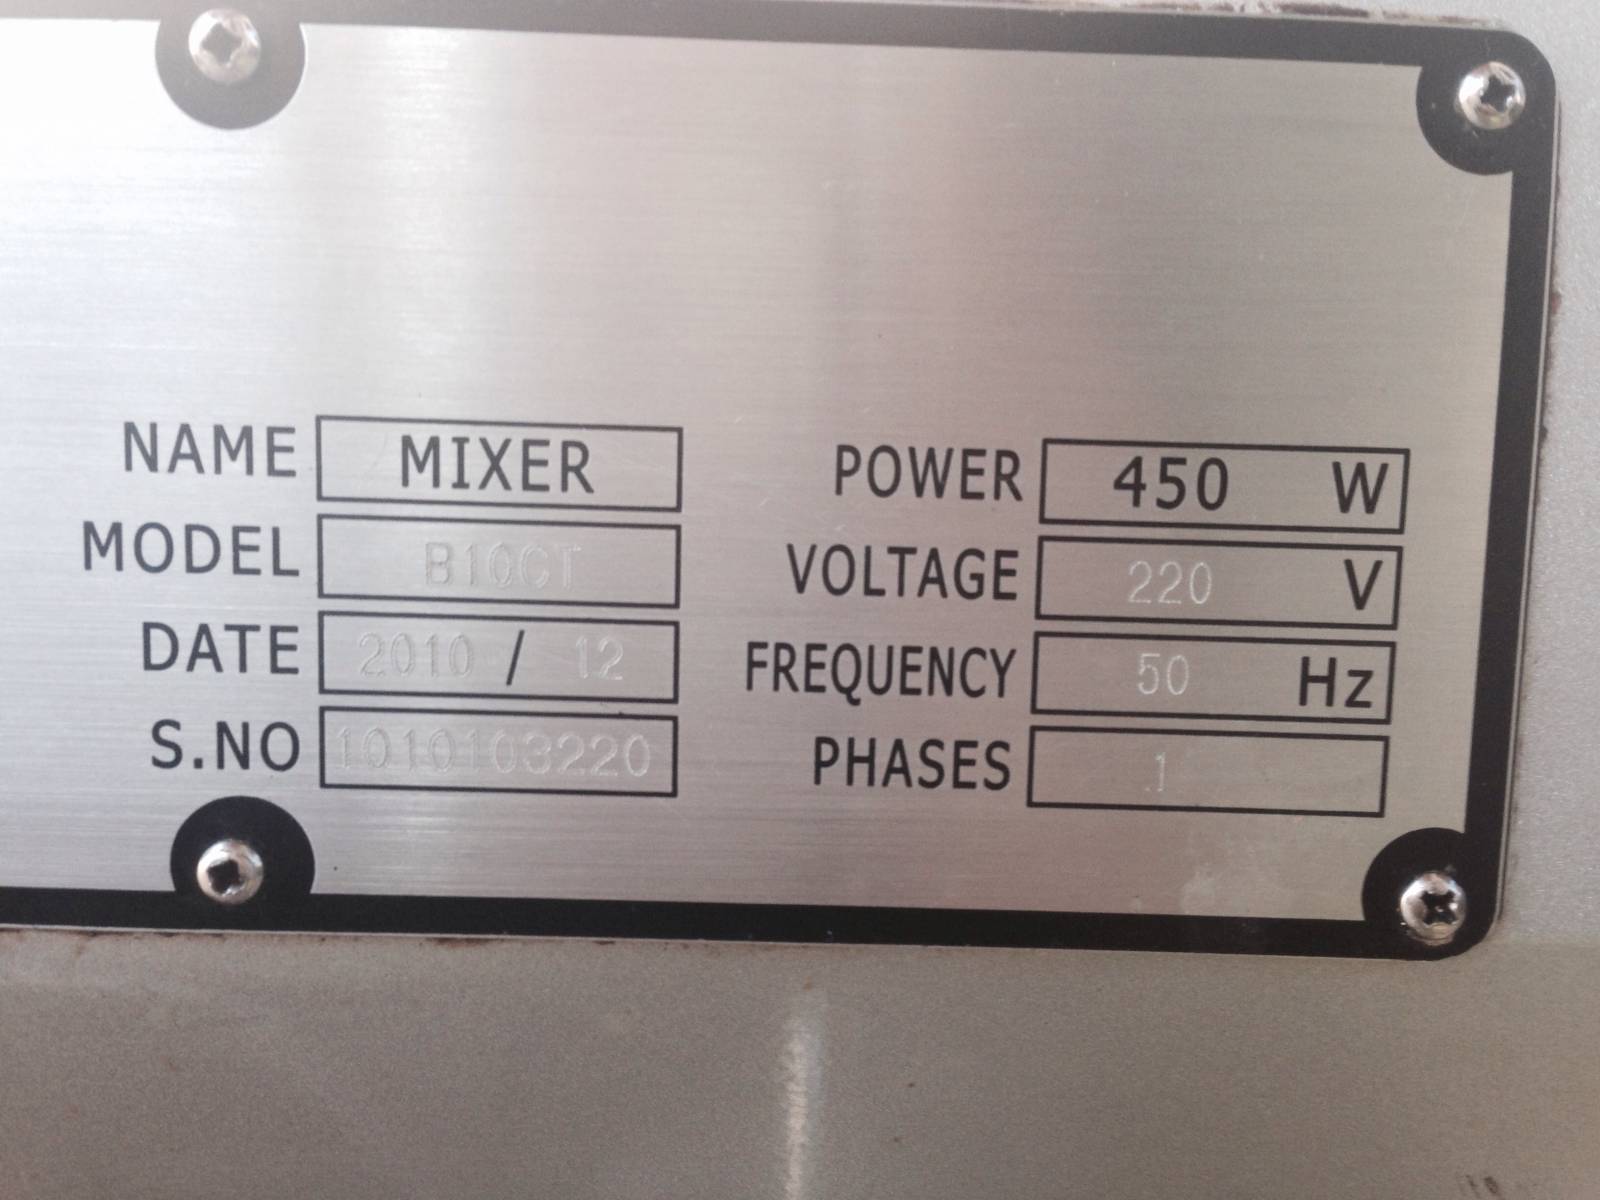 NAME MIXER
MODEL B10CT
DATE 2010 / 12
S.NO 1010103220
POWER 450 W
VOLTAGE 220 V
FREQUENCY 50 Hz
PHASES 1